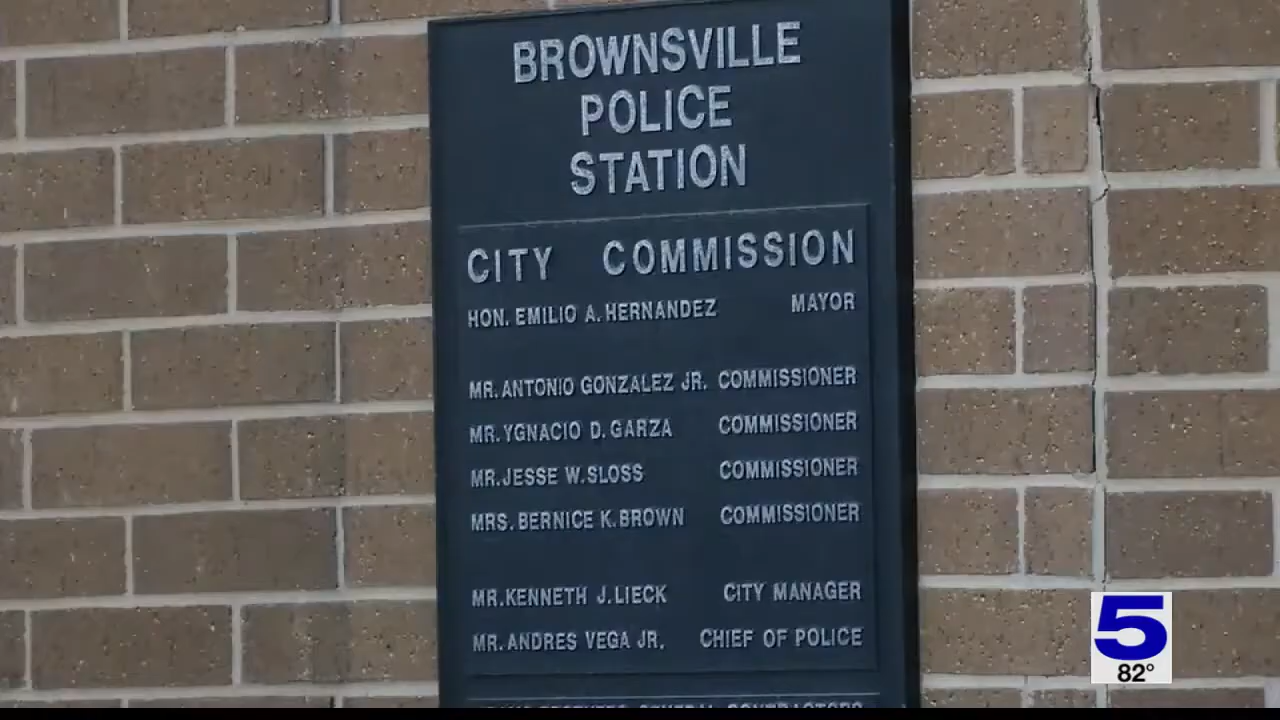 BROWNSVILLE
POLICE
STATION
CITY COMMISSION
HON. EMILIO A. HERNANDEZ MAYOR
MR. ANTONIO GONZALEZ JR. COMMISSIONER
MR. YGNACIO D. GARZA COMMISSIONER
MR. JESSE W. SLOSS COMMISSIONER
MRS. BERNICE K. BROWN COMMISSIONER
MR. KENNETH J. LIECK CITY MANAGER
MR. ANDRES VEGA JR. CHIEF OF POLICE
GENERAL CONTRACTORS
5
82°